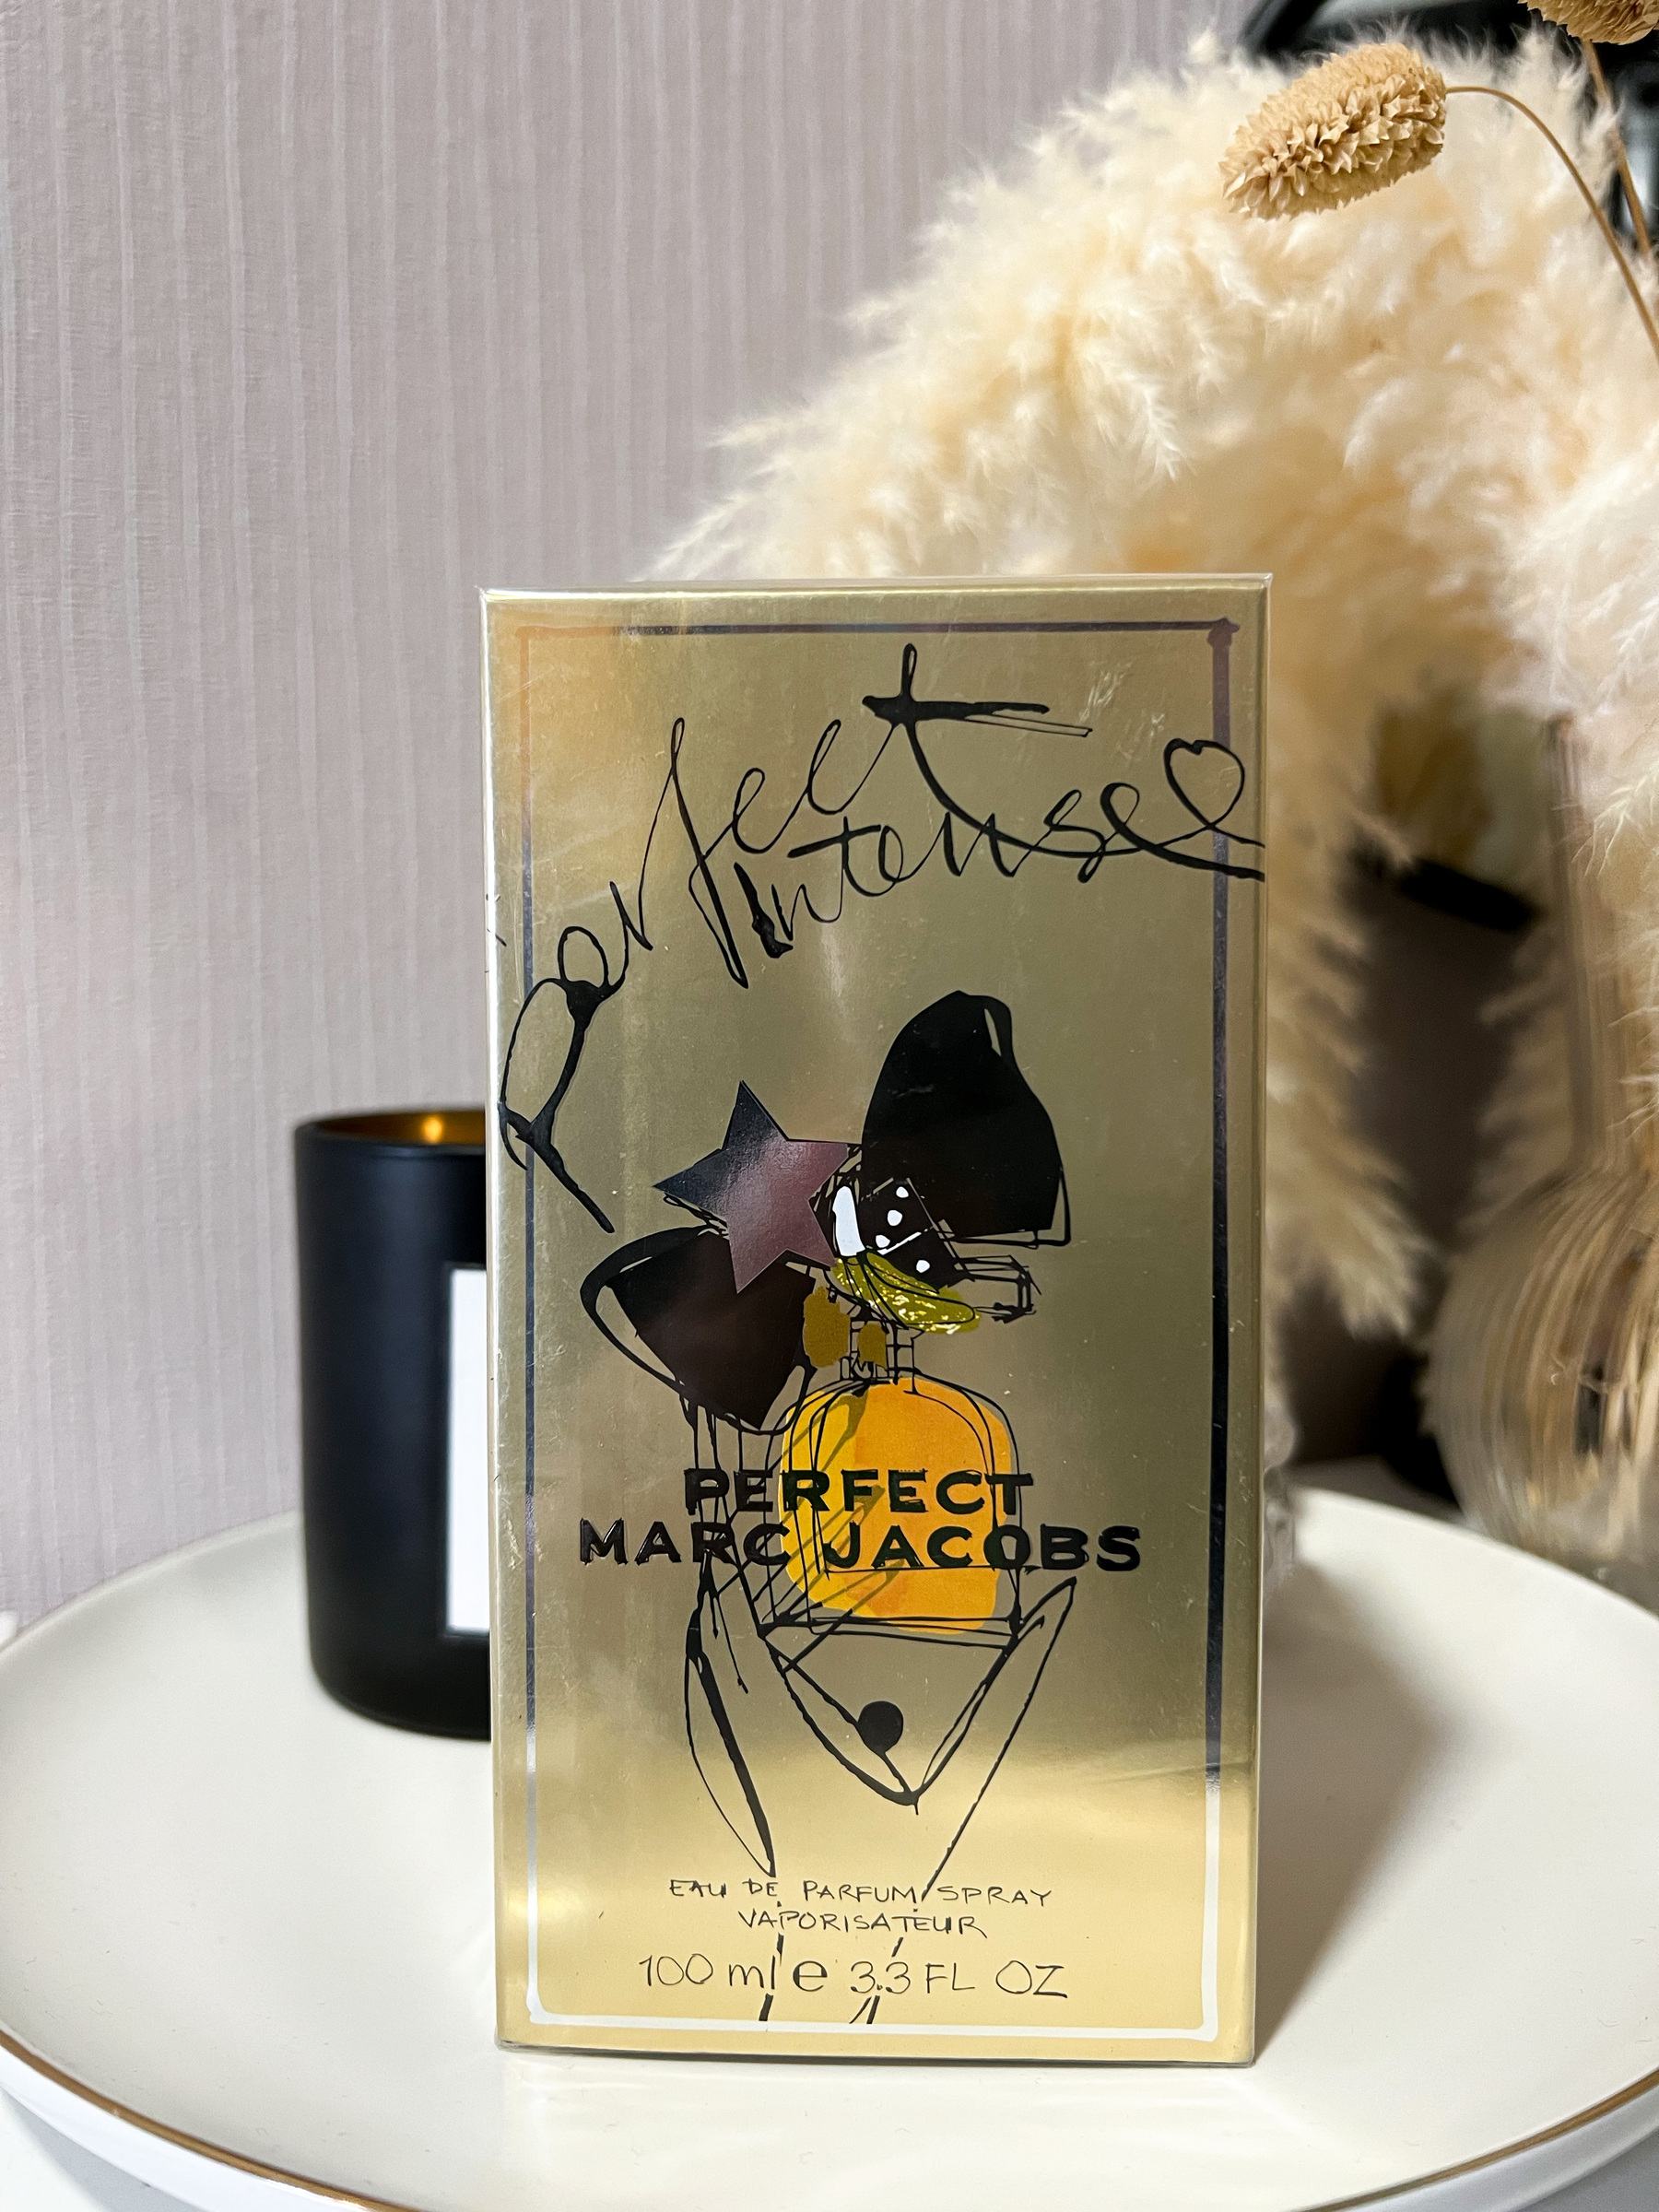 Perfect
intense
PERFECT
MARC JACOBS
EAU DE PARFUM SPRAY
VAPORISATEUR
100 ml e 3.3 FL OZ